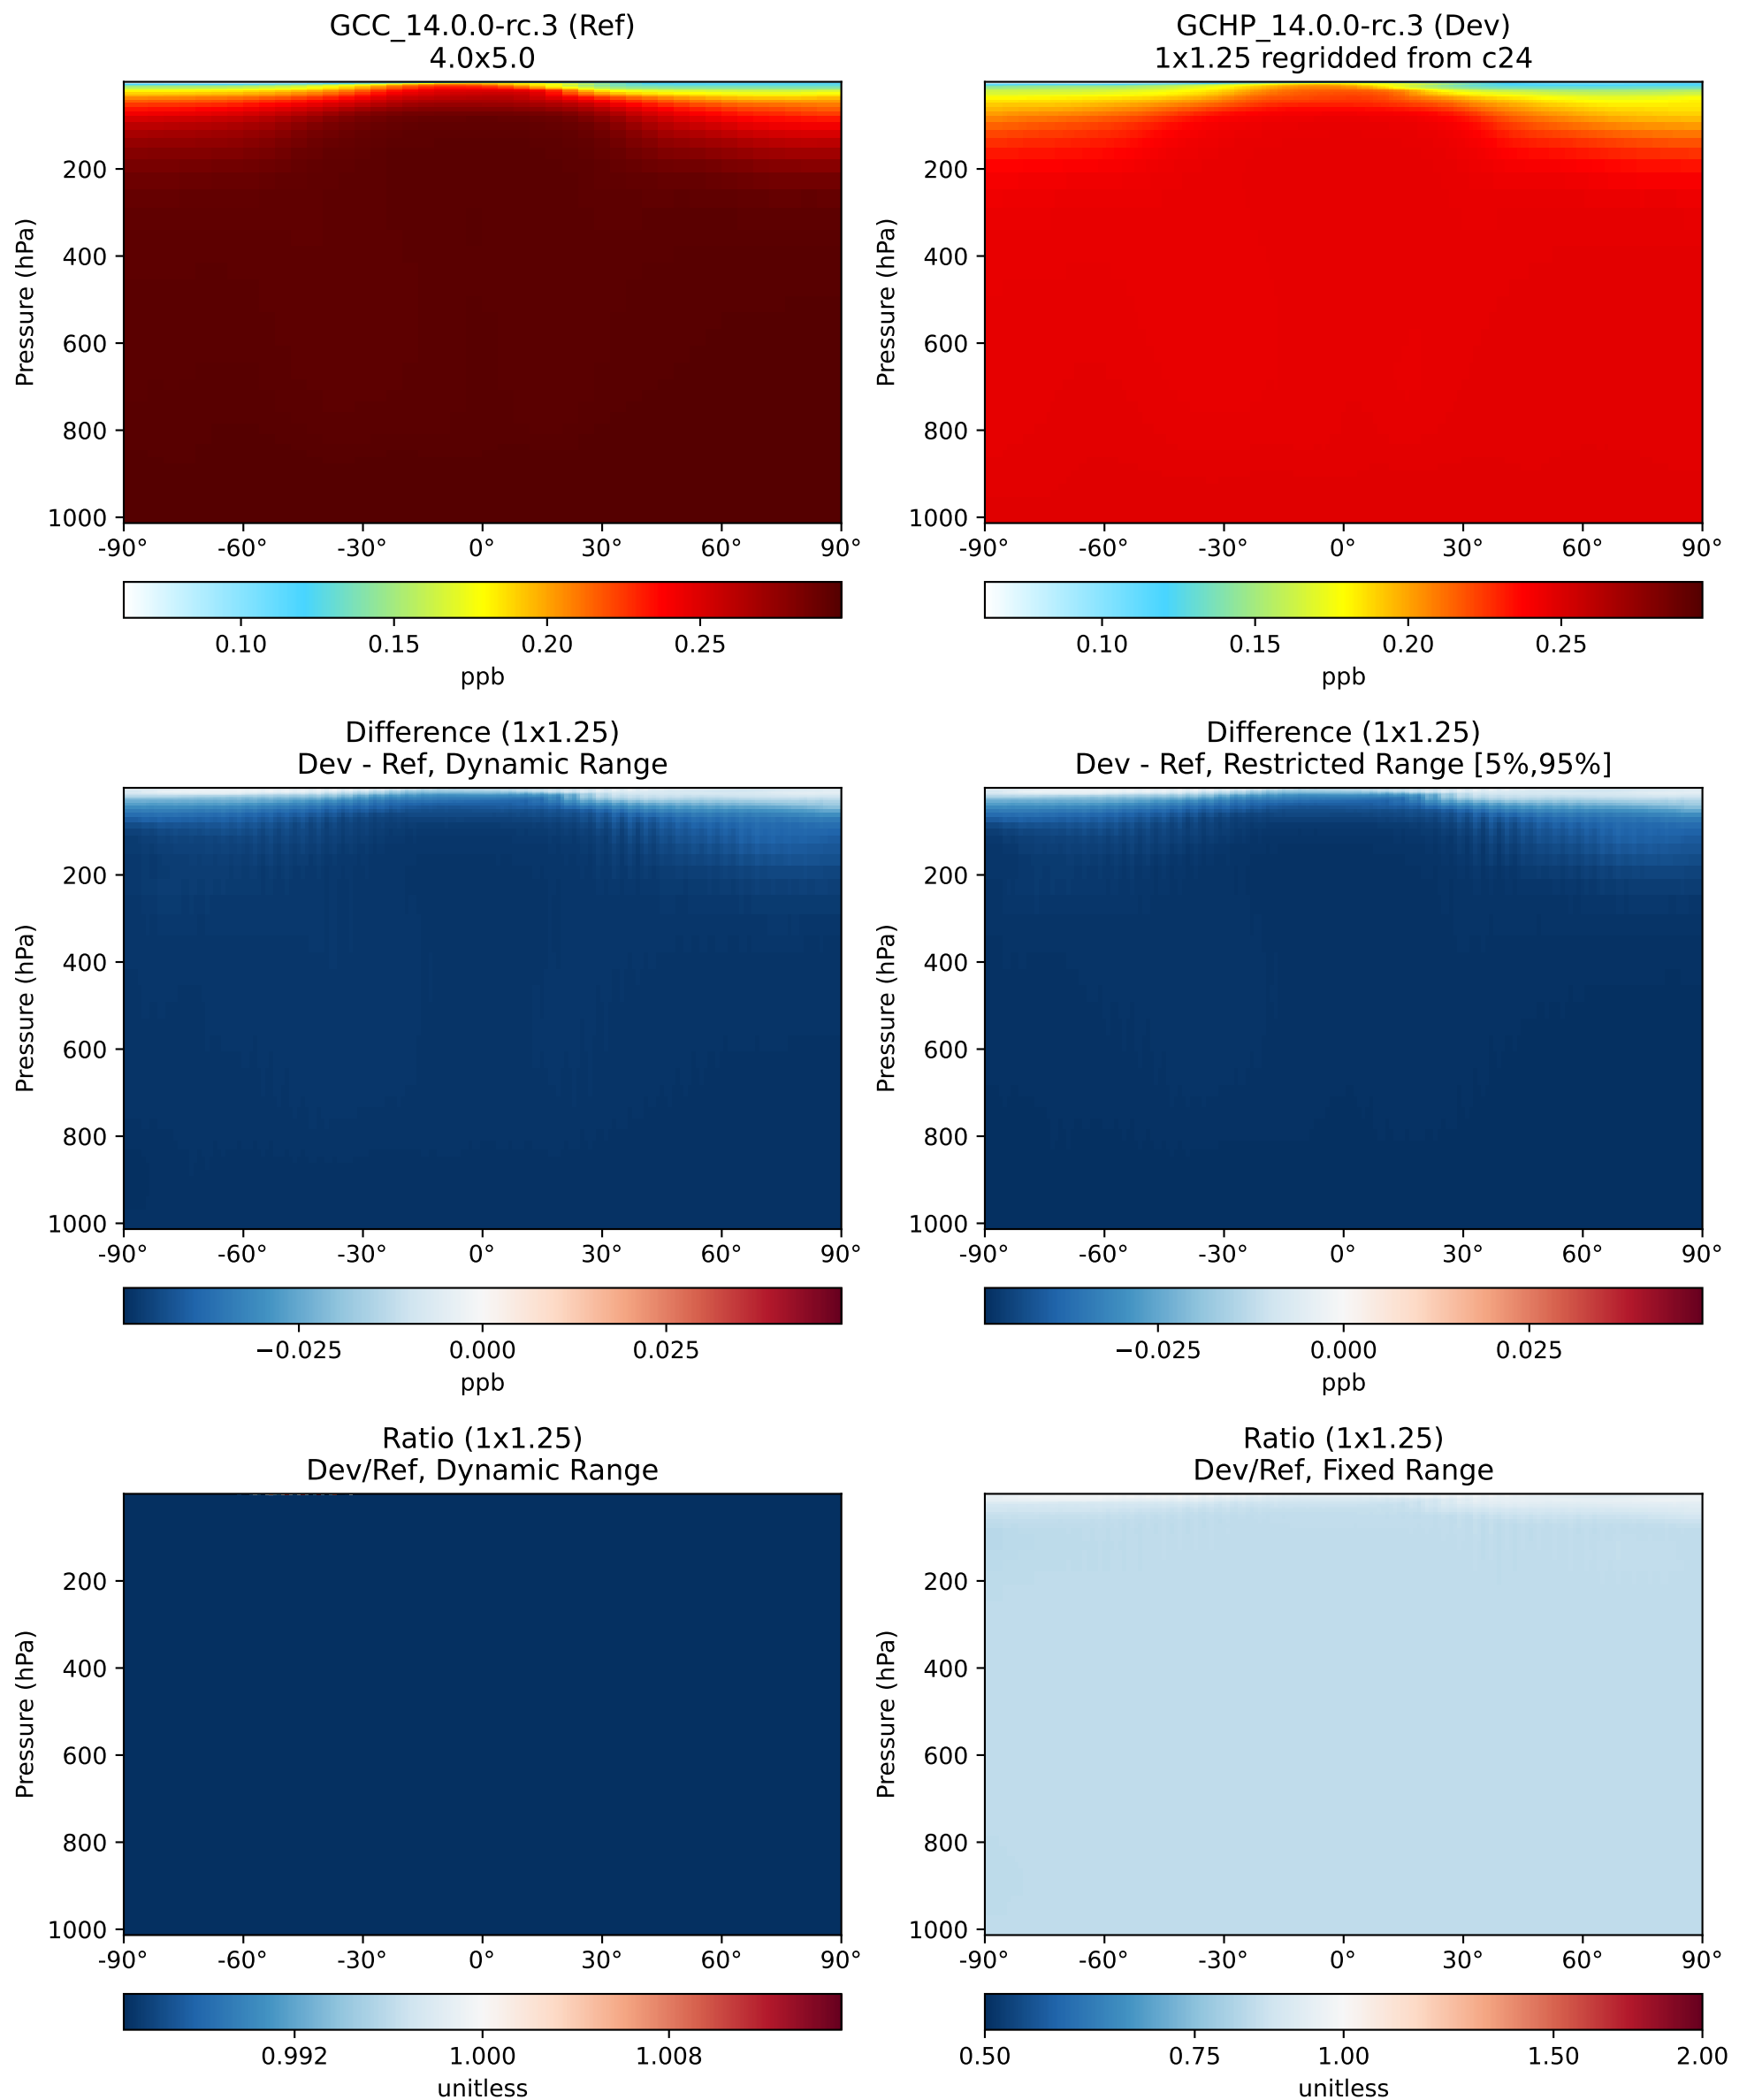 GCC_14.0.0-rc.3 (Ref)
4.0x5.0
Pressure (hPa)
200
400
600
800
1000
-90° -60° -30° 0° 30° 60° 90°
0.10 0.15 0.20 0.25
ppb
GCHP_14.0.0-rc.3 (Dev)
1x1.25 regridded from c24
Pressure (hPa)
200
400
600
800
1000
-90° -60° -30° 0° 30° 60° 90°
0.10 0.15 0.20 0.25
ppb
Difference (1x1.25)
Dev - Ref, Dynamic Range
Pressure (hPa)
200
400
600
800
1000
-90° -60° -30° 0° 30° 60° 90°
−0.025 0.000 0.025
ppb
Difference (1x1.25)
Dev - Ref, Restricted Range [5%,95%]
Pressure (hPa)
200
400
600
800
1000
-90° -60° -30° 0° 30° 60° 90°
−0.025 0.000 0.025
ppb
Ratio (1x1.25)
Dev/Ref, Dynamic Range
Pressure (hPa)
200
400
600
800
1000
-90° -60° -30° 0° 30° 60° 90°
0.992 1.000 1.008
unitless
Ratio (1x1.25)
Dev/Ref, Fixed Range
Pressure (hPa)
200
400
600
800
1000
-90° -60° -30° 0° 30° 60° 90°
0.50 0.75 1.00 1.50 2.00
unitless